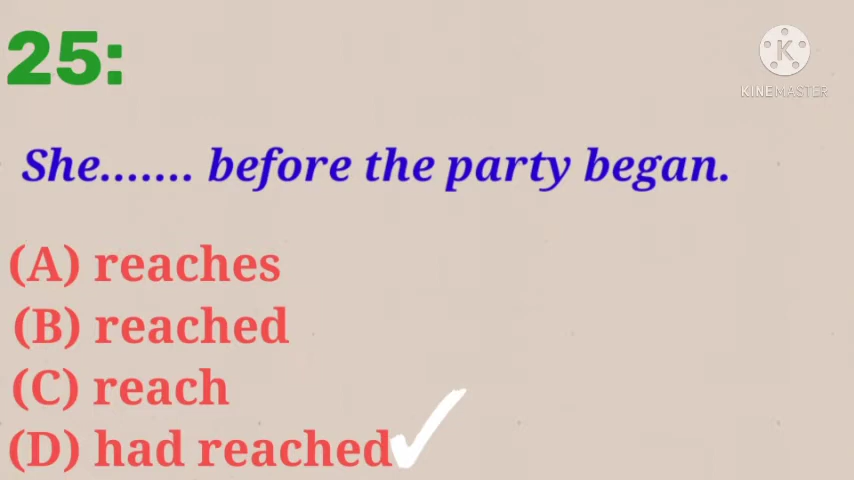 25:
KINEMASTER
She....... before the party began.
(A) reaches
(B) reached
(C) reach
(D) had reached